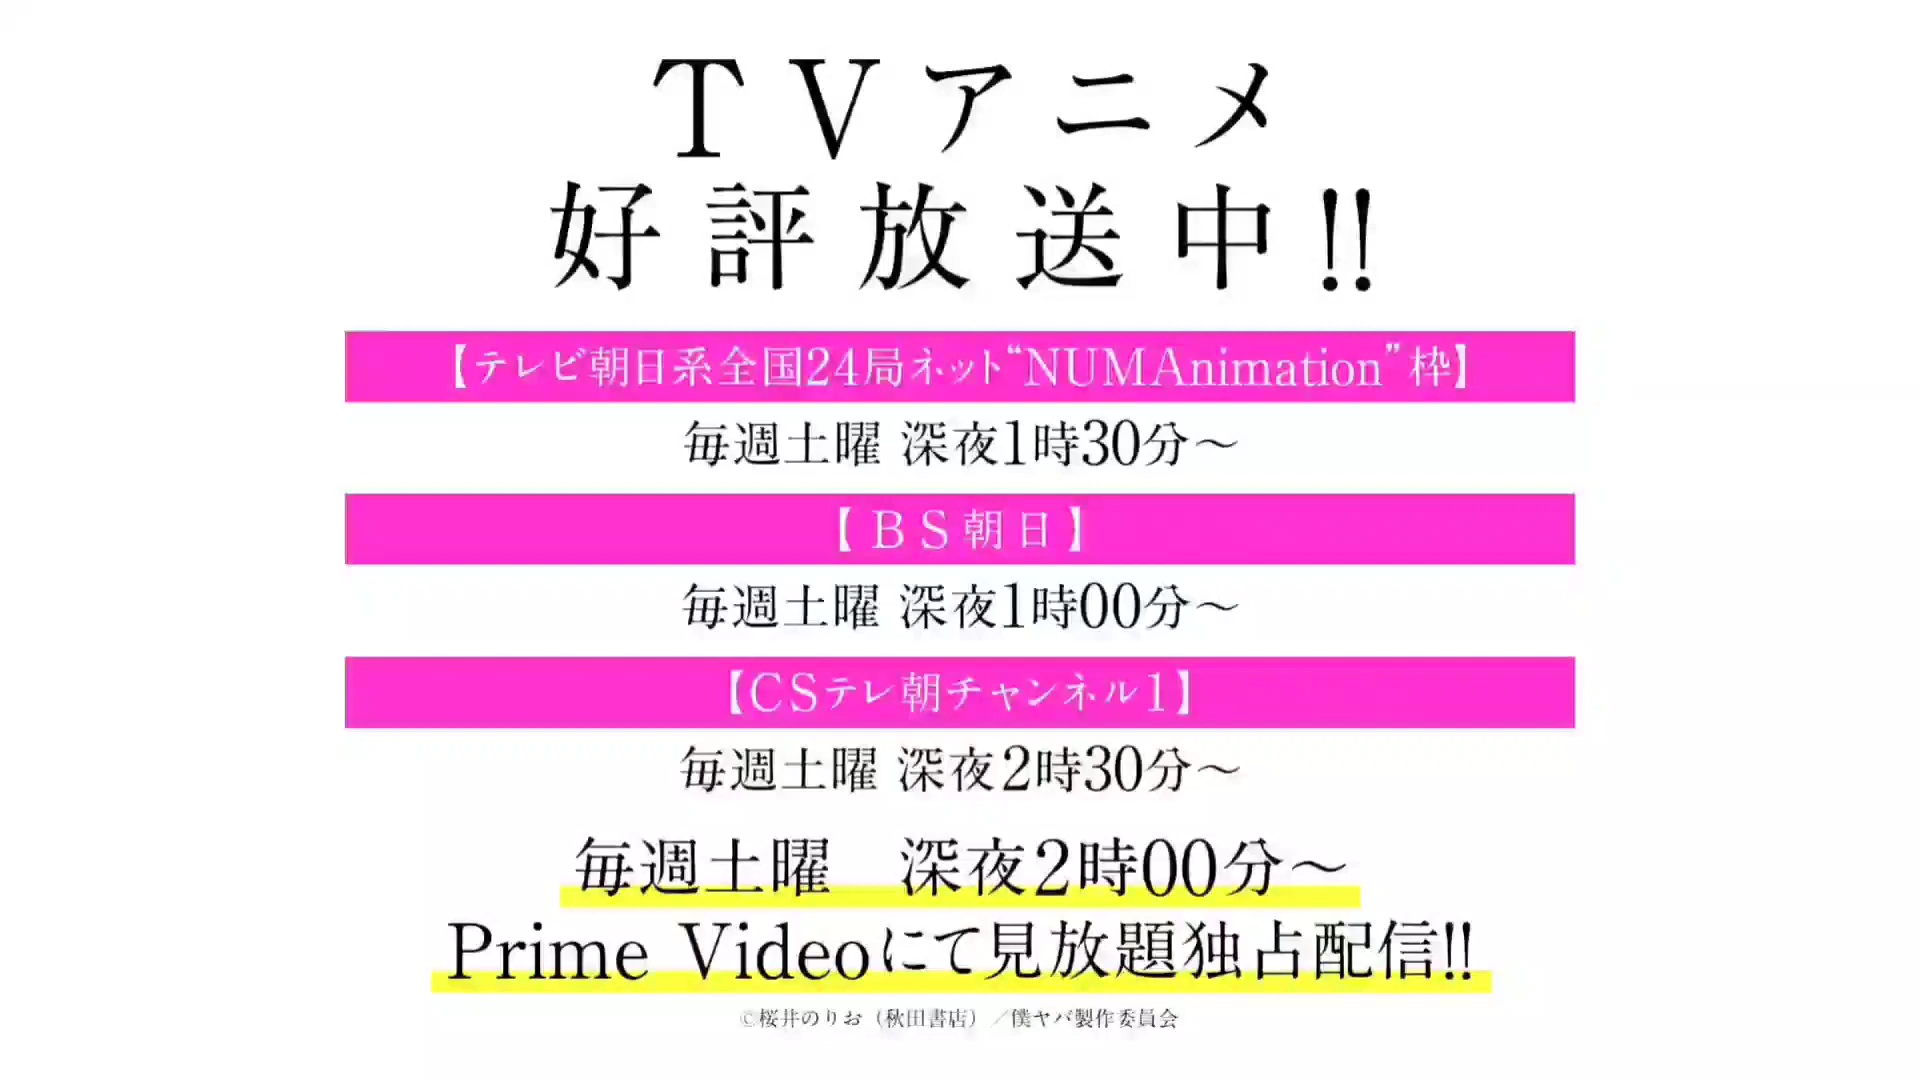 TVアニメ
好評放送中!!
【テレビ朝日系全国24局ネット“NUMAnimation”枠】
毎週土曜 深夜1時30分～
【BS朝日】
毎週土曜 深夜1時00分～
【CSテレ朝チャンネル1】
毎週土曜 深夜2時30分～
毎週土曜　深夜2時00分～
Prime Videoにて見放題独占配信!!
©桜井のりお（秋田書店）／僕ヤバ製作委員会